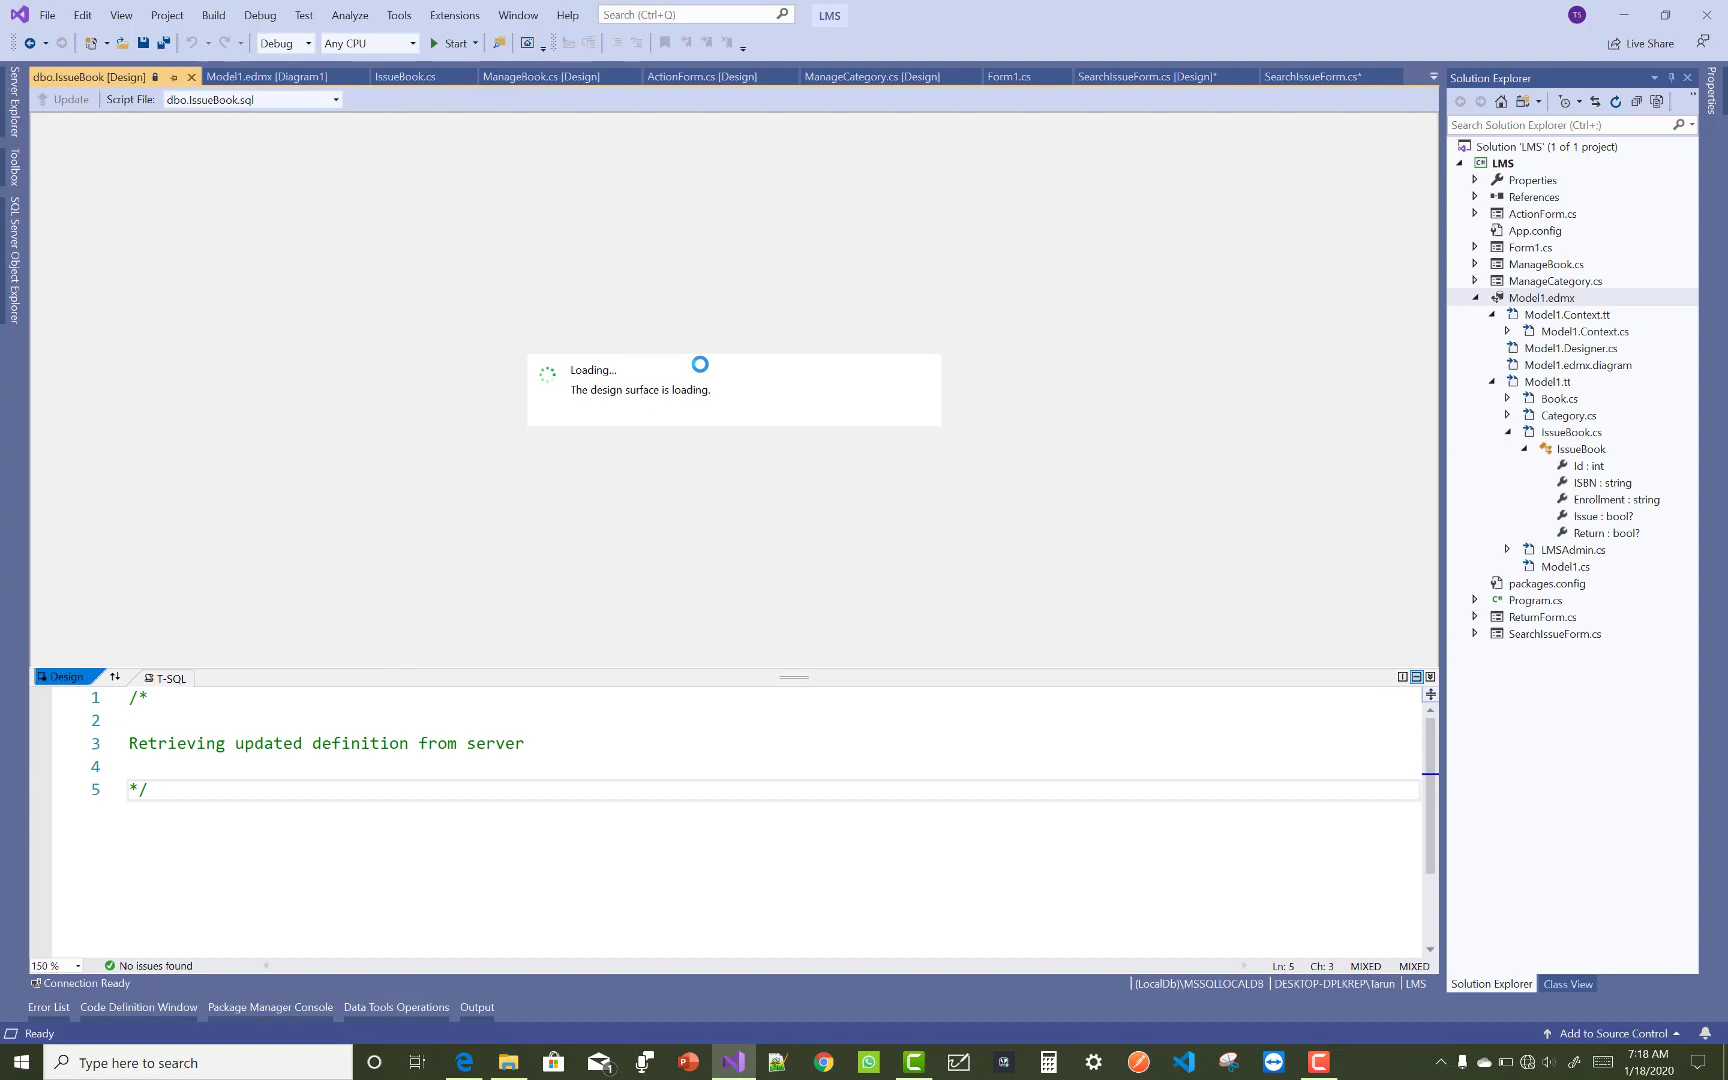 File Edit View Project Build Debug Test Analyze Tools Extensions Window Help Search (Ctrl+Q) LMS TS
Debug Any CPU Start Live Share
dbo.IssueBook [Design] Model1.edmx [Diagram1] IssueBook.cs ManageBook.cs [Design] ActionForm.cs [Design] ManageCategory.cs [Design] Form1.cs SearchIssueForm.cs [Design]* SearchIssueForm.cs*
Update Script File: dbo.IssueBook.sql
Server Explorer
Toolbox
SQL Server Object Explorer
Loading...
The design surface is loading.
Design T-SQL
1 /*
2
3 Retrieving updated definition from server
4
5 */
150 % No issues found Ln: 5 Ch: 3 MIXED MIXED
Connection Ready (LocalDb)\MSSQLLOCALDB DESKTOP-DPLKREP\Tarun LMS
Error List Code Definition Window Package Manager Console Data Tools Operations Output
Solution Explorer
Search Solution Explorer (Ctrl+;)
Solution 'LMS' (1 of 1 project)
C# LMS
Properties
References
ActionForm.cs
App.config
Form1.cs
ManageBook.cs
ManageCategory.cs
Model1.edmx
Model1.Context.tt
Model1.Context.cs
Model1.Designer.cs
Model1.edmx.diagram
Model1.tt
Book.cs
Category.cs
IssueBook.cs
IssueBook
Id : int
ISBN : string
Enrollment : string
Issue : bool?
Return : bool?
LMSAdmin.cs
Model1.cs
packages.config
C# Program.cs
ReturnForm.cs
SearchIssueForm.cs
Solution Explorer Class View
Properties
Ready Add to Source Control
Type here to search 1 7:18 AM
1/18/2020